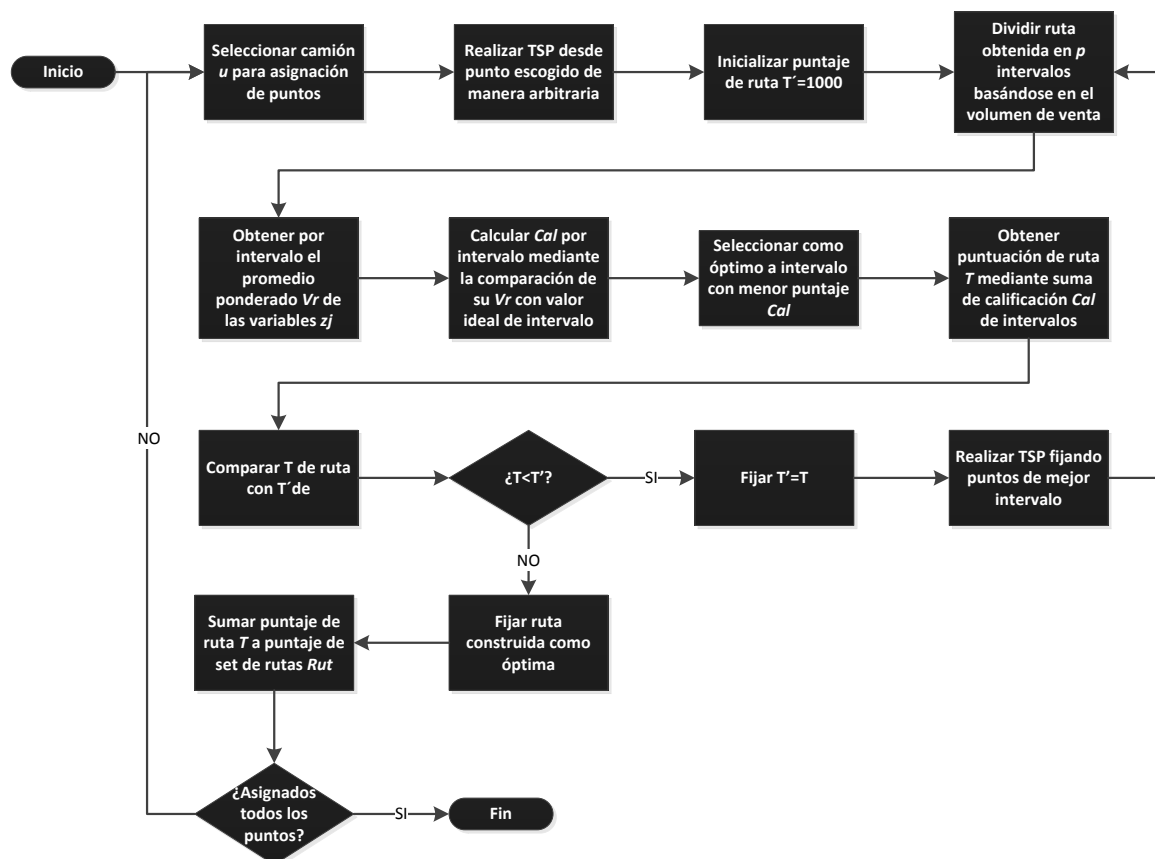 Inicio
Seleccionar camión
u para asignación
de puntos
Realizar TSP desde
punto escogido de
manera arbitraria
Inicializar puntaje
de ruta T´=1000
Dividir ruta
obtenida en p
intervalos
basándose en el
volumen de venta
Obtener por
intervalo el
promedio
ponderado Vr de
las variables zj
Calcular Cal por
intervalo mediante
la comparación de
su Vr con valor
ideal de intervalo
Seleccionar como
óptimo a intervalo
con menor puntaje
Cal
Obtener
puntuación de ruta
T mediante suma
de calificación Cal
de intervalos
NO
Comparar T de ruta
con T´de
¿T<T’?
SI
Fijar T’=T
Realizar TSP fijando
puntos de mejor
intervalo
NO
Sumar puntaje de
ruta T a puntaje de
set de rutas Rut
Fijar ruta
construida como
óptima
¿Asignados
todos los
puntos?
SI
Fin